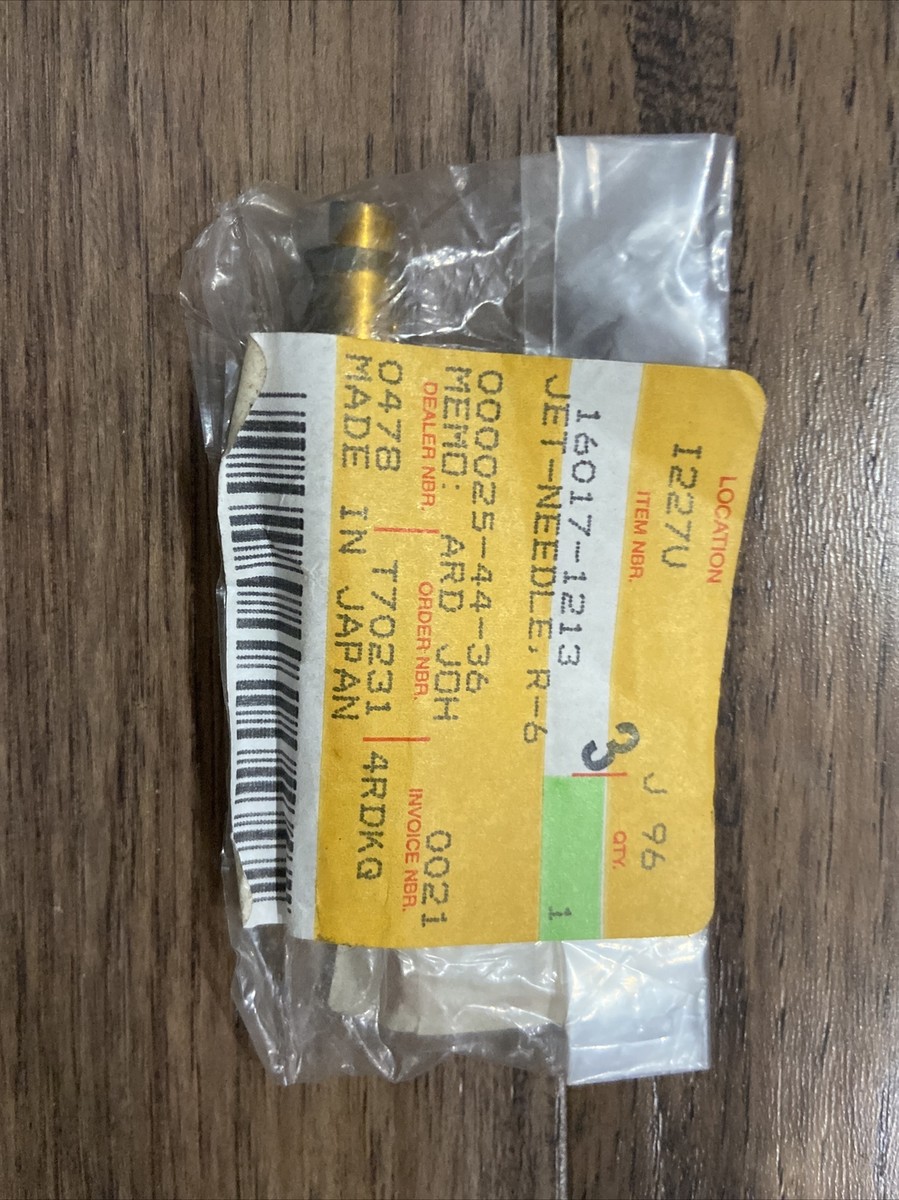 LOCATION
I227V J 96
ITEM NBR. QTY.
3
16017-1213 1
JET-NEEDLE,R-6
000025-44-36
MEMO: ARD JOH 0021
DEALER NBR. ORDER NBR. INVOICE NBR.
0478 T70231 4RDKQ
MADE IN JAPAN